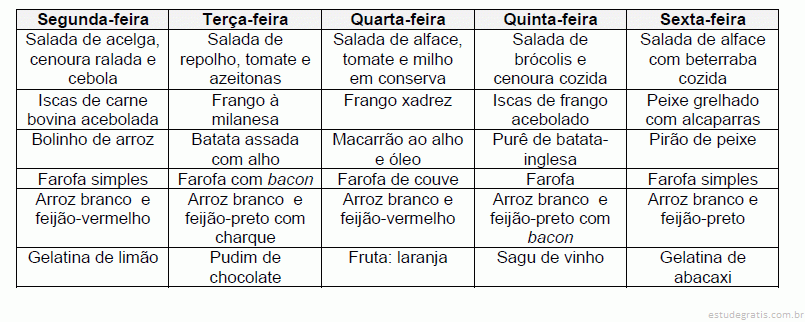 Segunda-feira Terça-feira Quarta-feira Quinta-feira Sexta-feira
Salada de acelga, cenoura ralada e cebola
Salada de repolho, tomate e azeitonas
Salada de alface, tomate e milho em conserva
Salada de brócolis e cenoura cozida
Salada de alface com beterraba cozida
Iscas de carne bovina acebolada
Frango à milanesa
Frango xadrez
Iscas de frango acebolado
Peixe grelhado com alcaparras
Bolinho de arroz
Batata assada com alho
Macarrão ao alho e óleo
Purê de batata-inglesa
Pirão de peixe
Farofa simples
Farofa com bacon
Farofa de couve
Farofa
Farofa simples
Arroz branco e feijão-vermelho
Arroz branco e feijão-preto com charque
Arroz branco e feijão-vermelho
Arroz branco e feijão-preto com bacon
Arroz branco e feijão-preto
Gelatina de limão
Pudim de chocolate
Fruta: laranja
Sagu de vinho
Gelatina de abacaxi
estudegratis.com.br